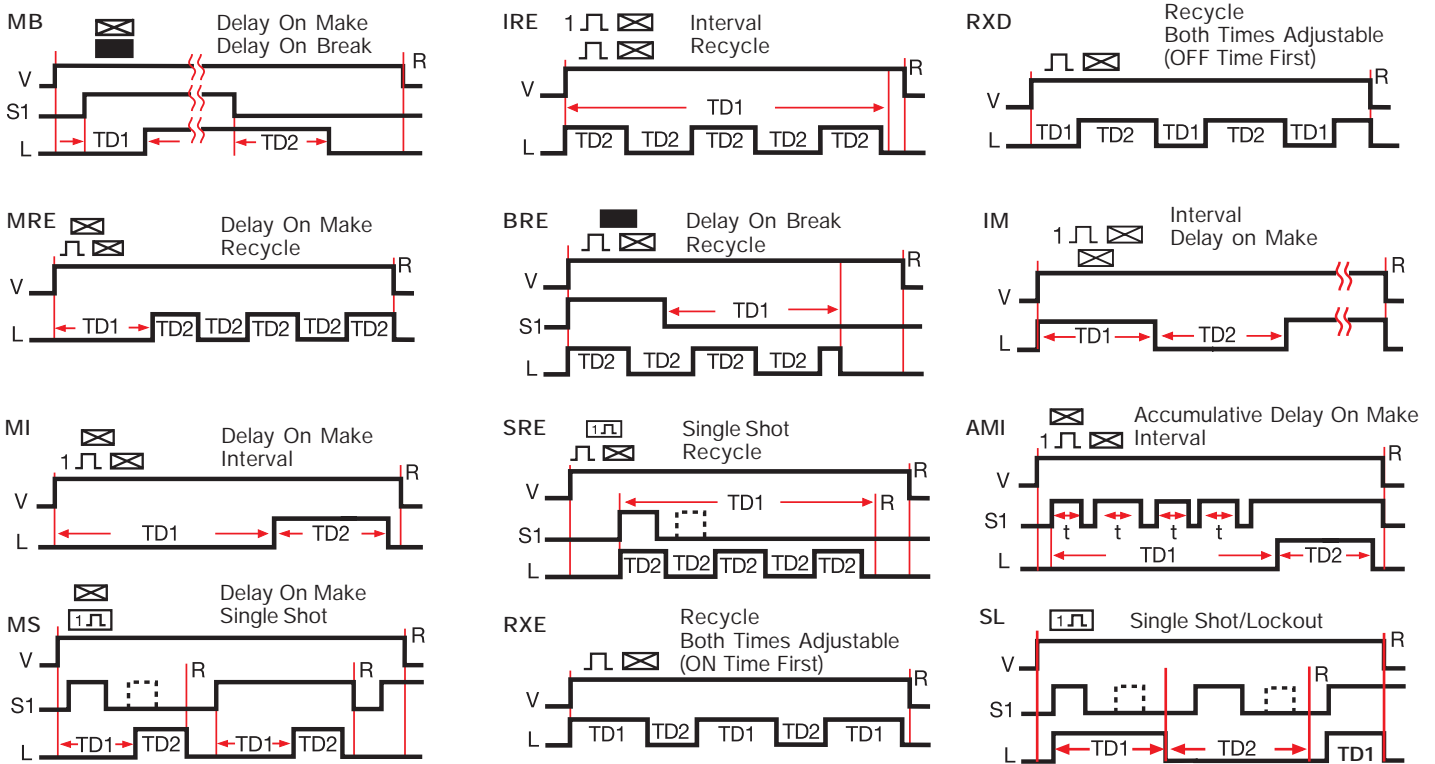 MB
Delay On Make
Delay On Break
V
R
S1
TD1
TD2
L
MRE
Delay On Make
Recycle
V
R
L
TD1 TD2 TD2 TD2 TD2 TD2
MI
Delay On Make
1
Interval
V
R
L
TD1 TD2
MS
Delay On Make
1
Single Shot
V
R
R
S1
L
TD1 TD2 TD1 TD2
IRE
1
Interval
Recycle
V
R
TD1
L
TD2 TD2 TD2 TD2 TD2
BRE
Delay On Break
Recycle
V
R
S1
TD1
L
TD2 TD2 TD2 TD2
SRE
1
Single Shot
Recycle
V
R
TD1
R
S1
L
TD2 TD2 TD2 TD2 TD2
RXE
Recycle
Both Times Adjustable
(ON Time First)
V
R
L
TD1 TD2 TD1 TD2 TD1
RXD
Recycle
Both Times Adjustable
(OFF Time First)
V
R
L
TD1 TD2 TD1 TD2 TD1
IM
Interval
1
Delay on Make
V
R
L
TD1 TD2
AMI
Accumulative Delay On Make
1
Interval
V
R
S1
t t t t
L
TD1 TD2
SL
1
Single Shot/Lockout
V
R
R
S1
L
TD1 TD2 TD1